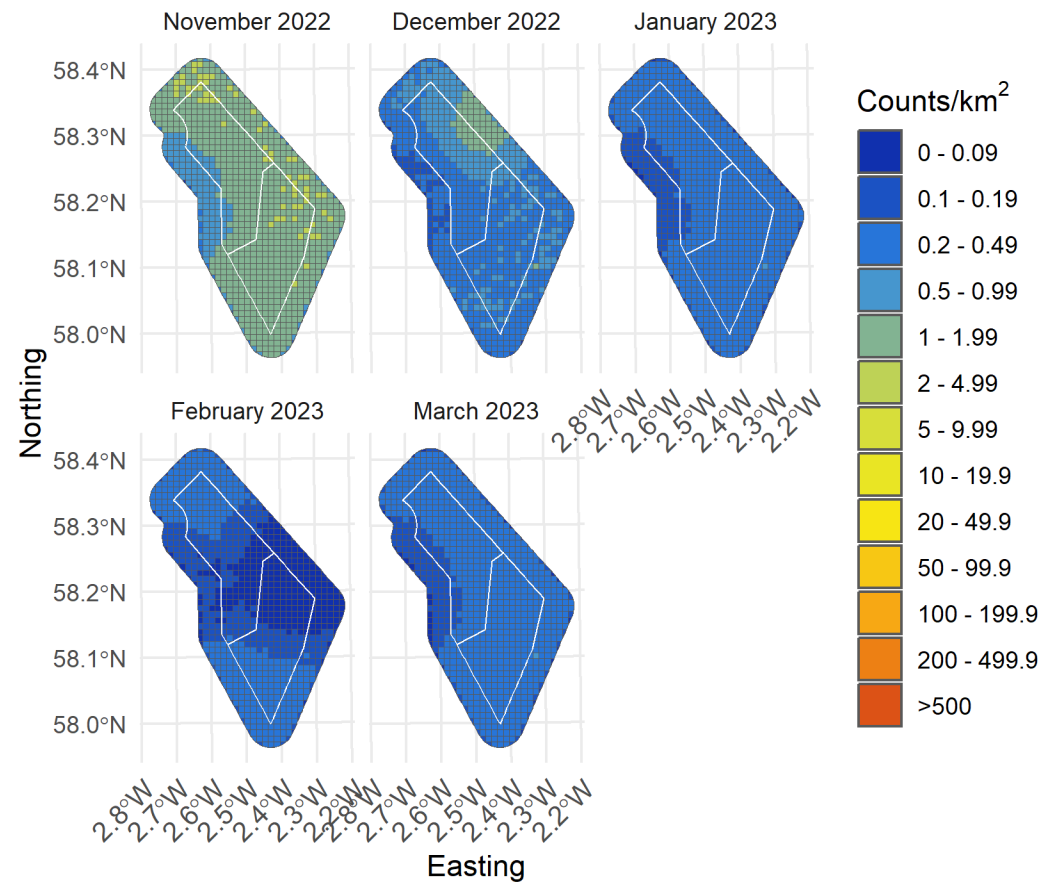 November 2022
December 2022
January 2023
58.4°N
58.3°N
58.2°N
58.1°N
58.0°N
2.8°W
2.7°W
2.6°W
2.5°W
2.4°W
2.3°W
2.2°W
February 2023
March 2023
58.4°N
58.3°N
58.2°N
58.1°N
58.0°N
2.8°W
2.7°W
2.6°W
2.5°W
2.4°W
2.3°W
2.2°W
2.8°W
2.7°W
2.6°W
2.5°W
2.4°W
2.3°W
2.2°W
Northing
Easting
Counts/km²
0 - 0.09
0.1 - 0.19
0.2 - 0.49
0.5 - 0.99
1 - 1.99
2 - 4.99
5 - 9.99
10 - 19.9
20 - 49.9
50 - 99.9
100 - 199.9
200 - 499.9
>500